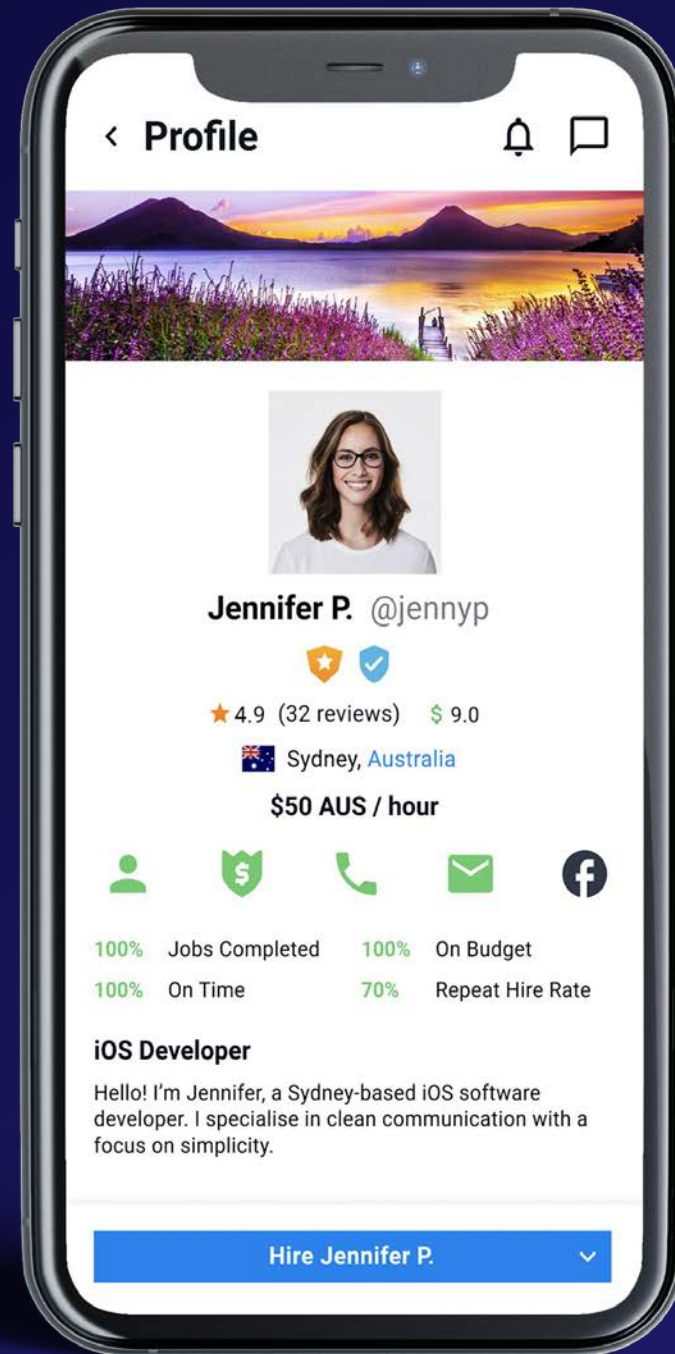 Profile
Jennifer P. @jennyp
4.9 (32 reviews) $ 9.0
Sydney, Australia
$50 AUS / hour
$
100% Jobs Completed 100% On Budget
100% On Time 70% Repeat Hire Rate
iOS Developer
Hello! I'm Jennifer, a Sydney-based iOS software
developer. I specialise in clean communication with a
focus on simplicity.
Hire Jennifer P.